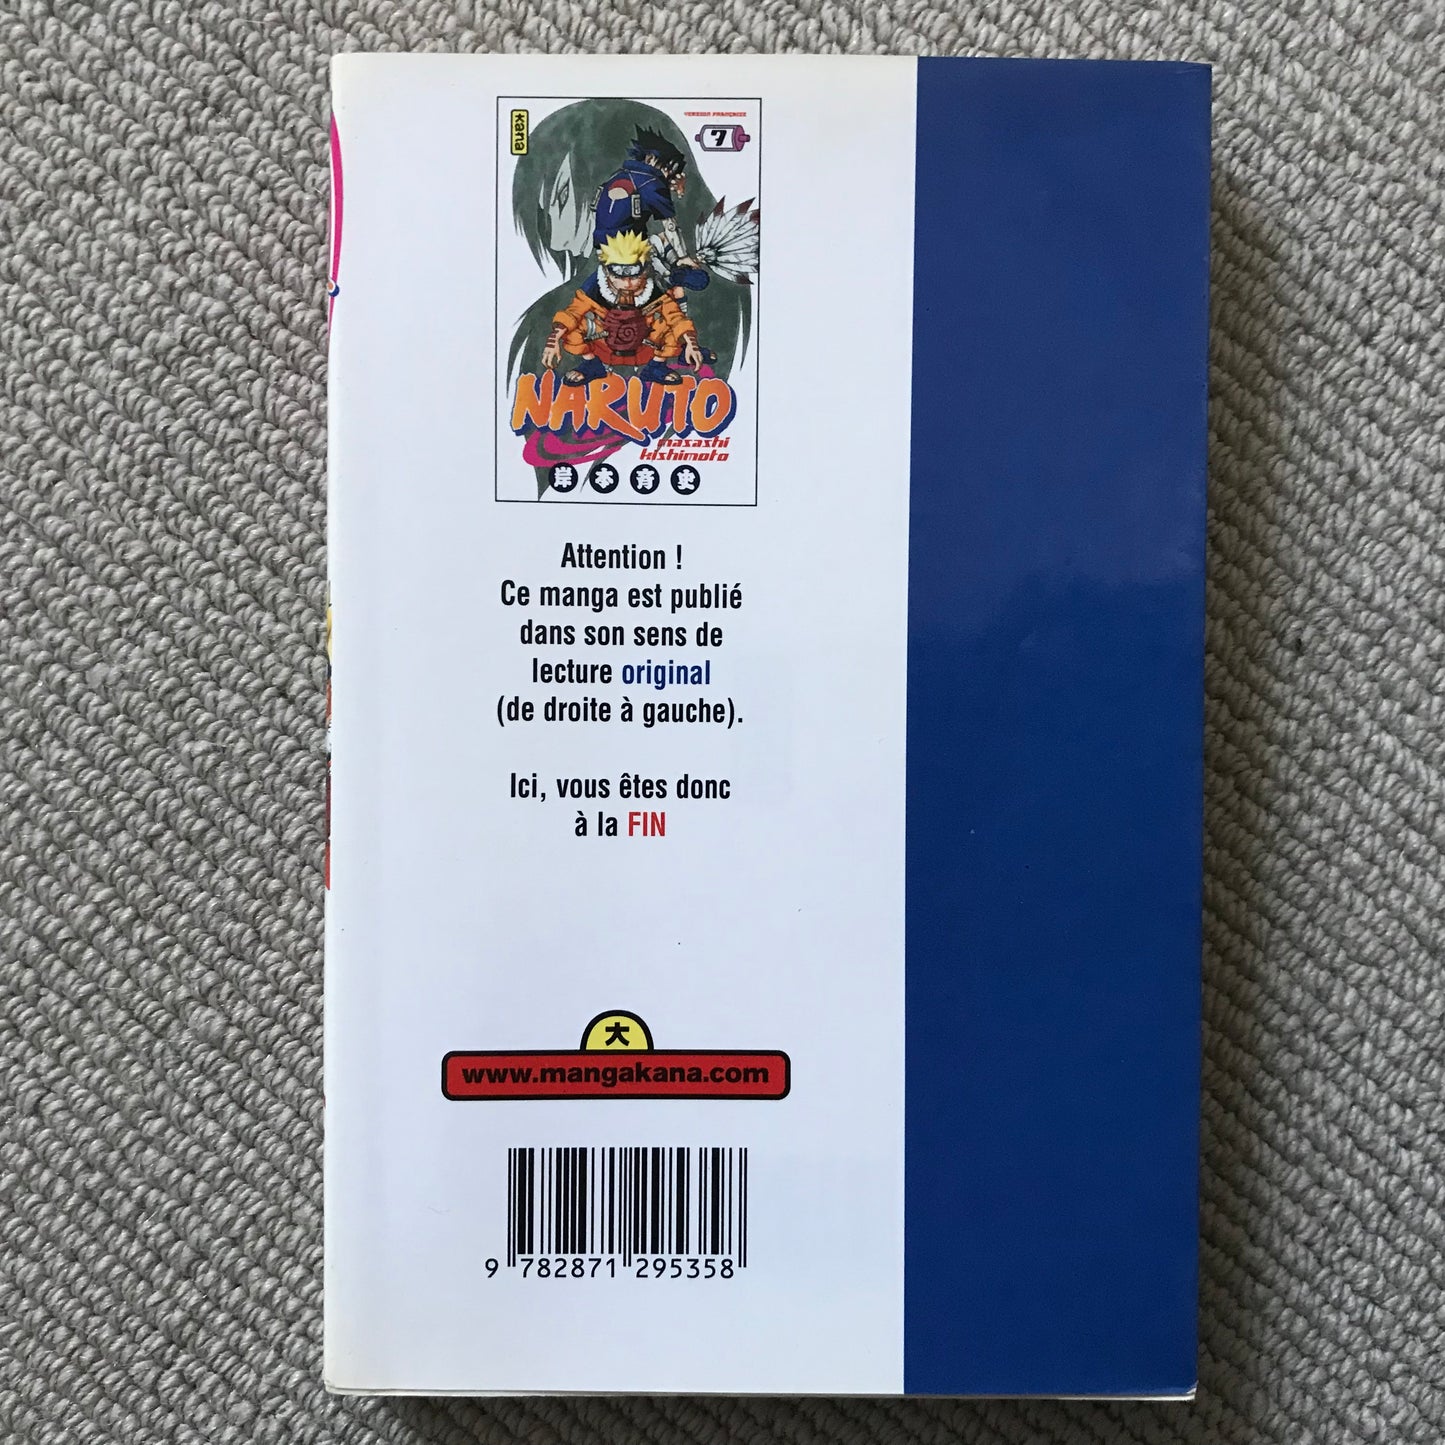 kana
VERSION FRANÇAISE
7
NARUTO
masashi
kishimoto
岸本斉史
Attention !
Ce manga est publié
dans son sens de
lecture original
(de droite à gauche).
Ici, vous êtes donc
à la FIN
大
www.mangakana.com
9 782871 295358